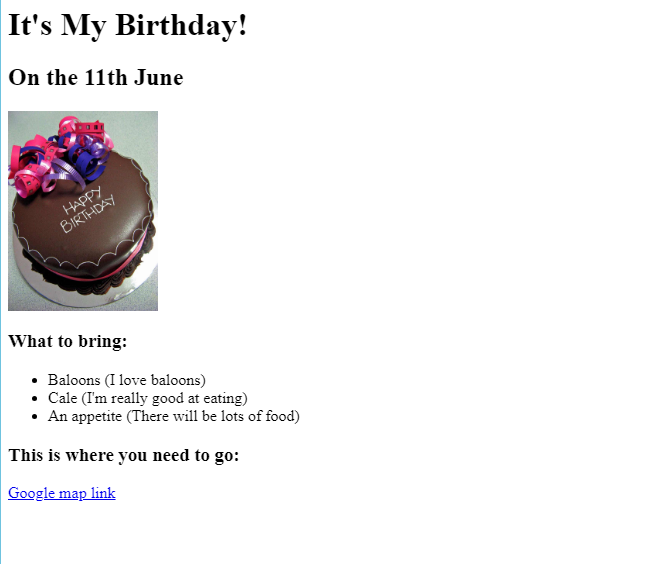 It's My Birthday!
On the 11th June
HAPPY
BIRTHDAY
What to bring:
Baloons (I love baloons)
Cale (I'm really good at eating)
An appetite (There will be lots of food)
This is where you need to go:
Google map link